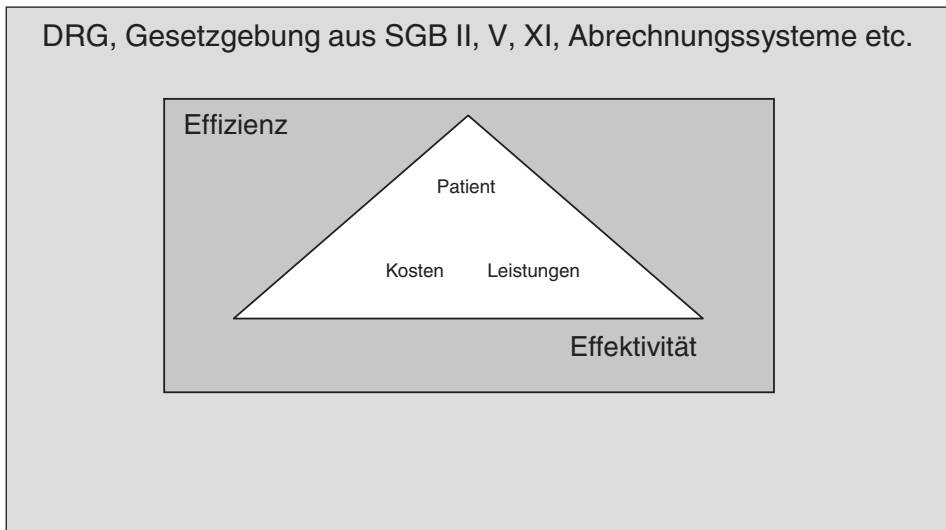 DRG, Gesetzgebung aus SGB II, V, XI, Abrechnungssysteme etc.
Effizienz
Patient
Kosten Leistungen
Effektivität